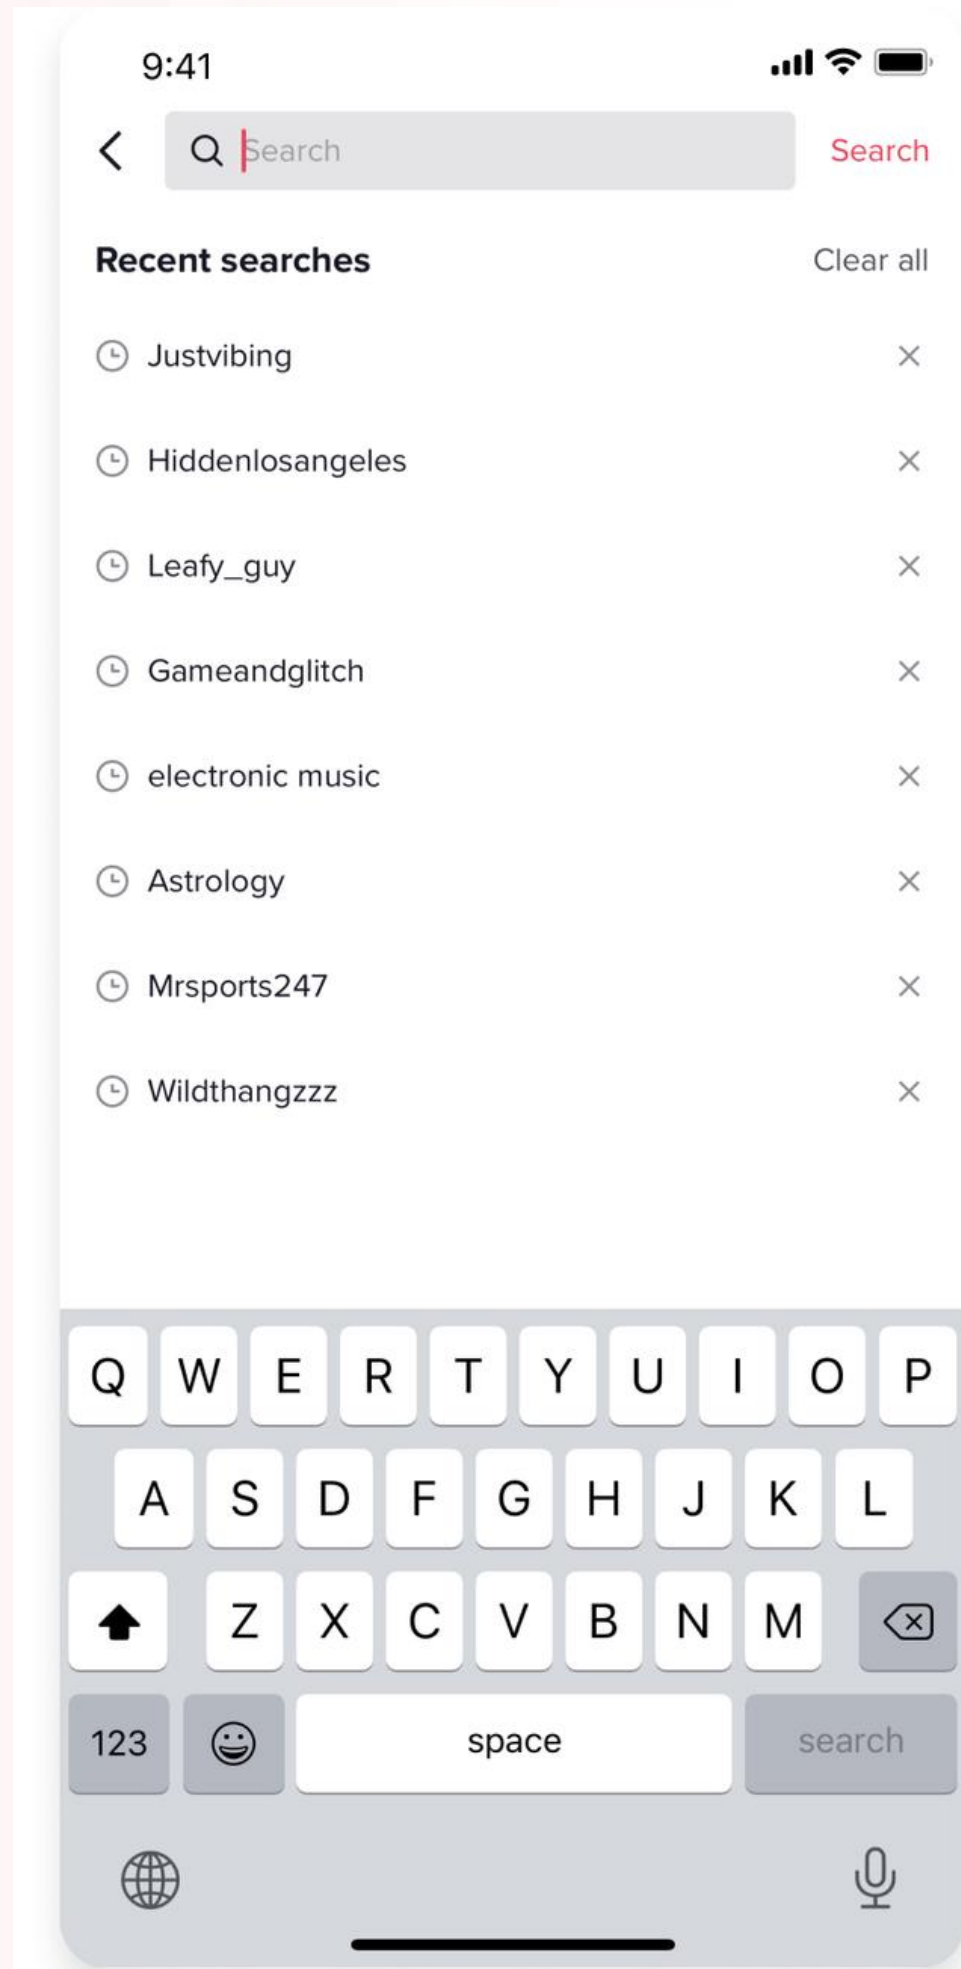 9:41
Search Search
Recent searches Clear all
Justvibing
Hiddenlosangeles
Leafy_guy
Gameandglitch
electronic music
Astrology
Mrsports247
Wildthangzzz
Q W E R T Y U I O P
A S D F G H J K L
Z X C V B N M
123 space search